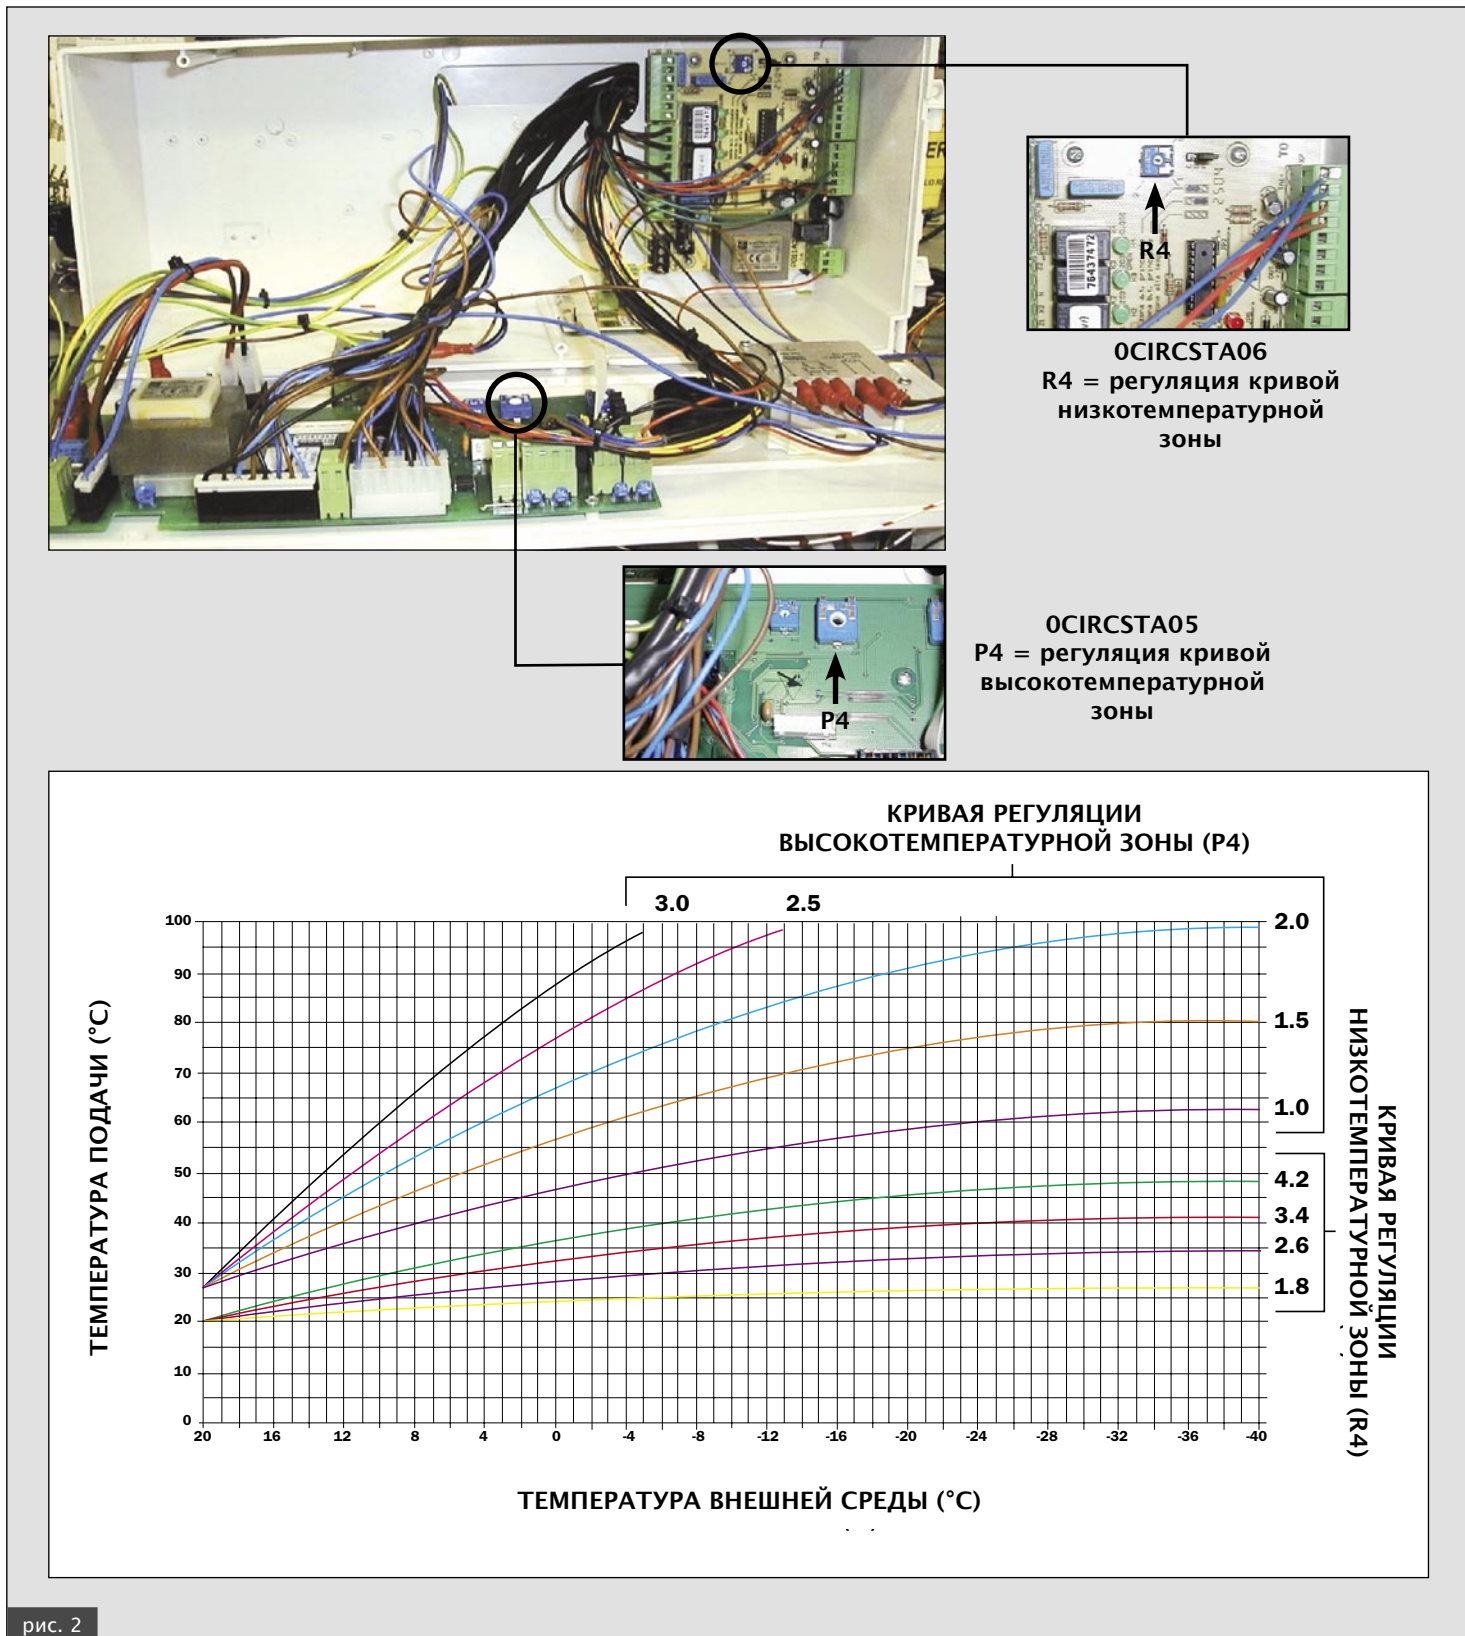 R4
0CIRCSTA06
R4 = регуляция кривой
низкотемпературной
зоны
76437472
P4
0CIRCSTA05
P4 = регуляция кривой
высокотемпературной
зоны
КРИВАЯ РЕГУЛЯЦИИ
ВЫСОКОТЕМПЕРАТУРНОЙ ЗОНЫ (P4)
3.0 2.5
2.0
1.5
1.0
4.2
3.4
2.6
1.8
КРИВАЯ РЕГУЛЯЦИИ
НИЗКОТЕМПЕРАТУРНОЙ ЗОНЫ (R4)
ТЕМПЕРАТУРА ПОДАЧИ (°C)
100
90
80
70
60
50
40
30
20
10
0
20 16 12 8 4 0 -4 -8 -12 -16 -20 -24 -28 -32 -36 -40
ТЕМПЕРАТУРА ВНЕШНЕЙ СРЕДЫ (°C)
рис. 2